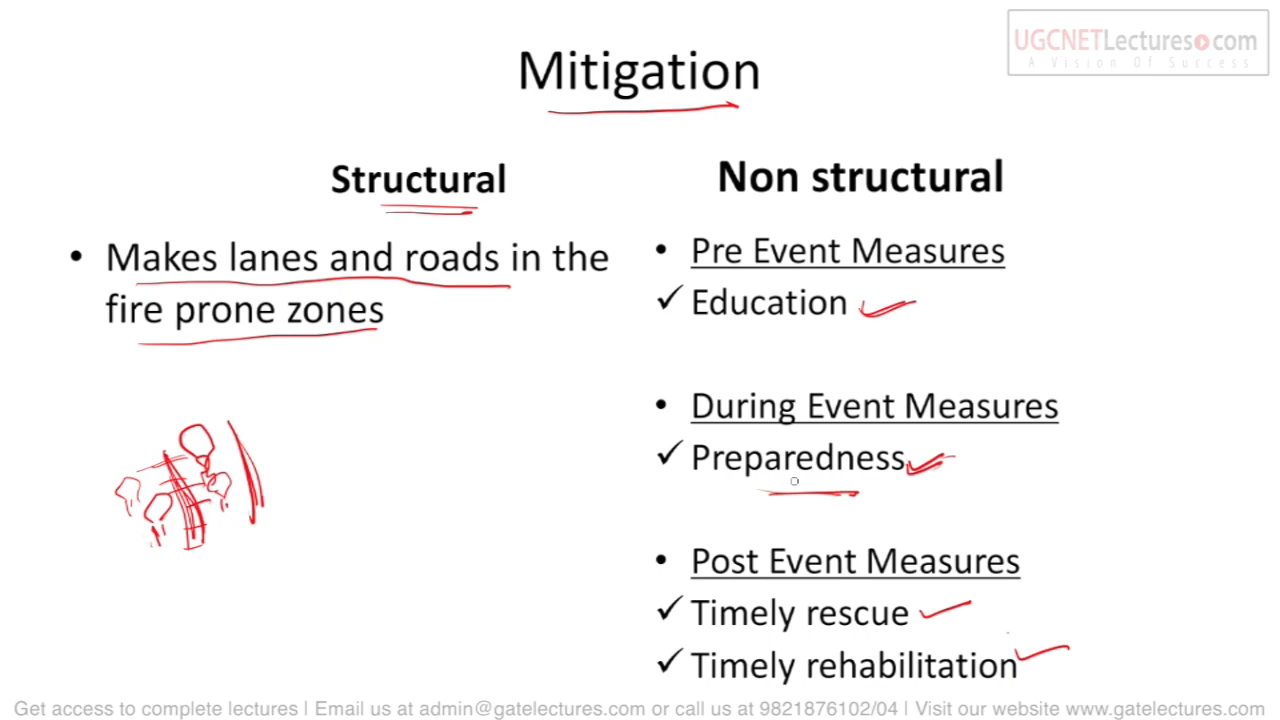 UGCNETLectures.com
A Vision Of Success
Mitigation
Structural
• Makes lanes and roads in the
fire prone zones
Non structural
• Pre Event Measures
✓ Education
• During Event Measures
✓ Preparedness
• Post Event Measures
✓ Timely rescue
✓ Timely rehabilitation
Get access to complete lectures | Email us at admin@gatelectures.com or call us at 9821876102/04 | Visit our website www.gatelectures.com